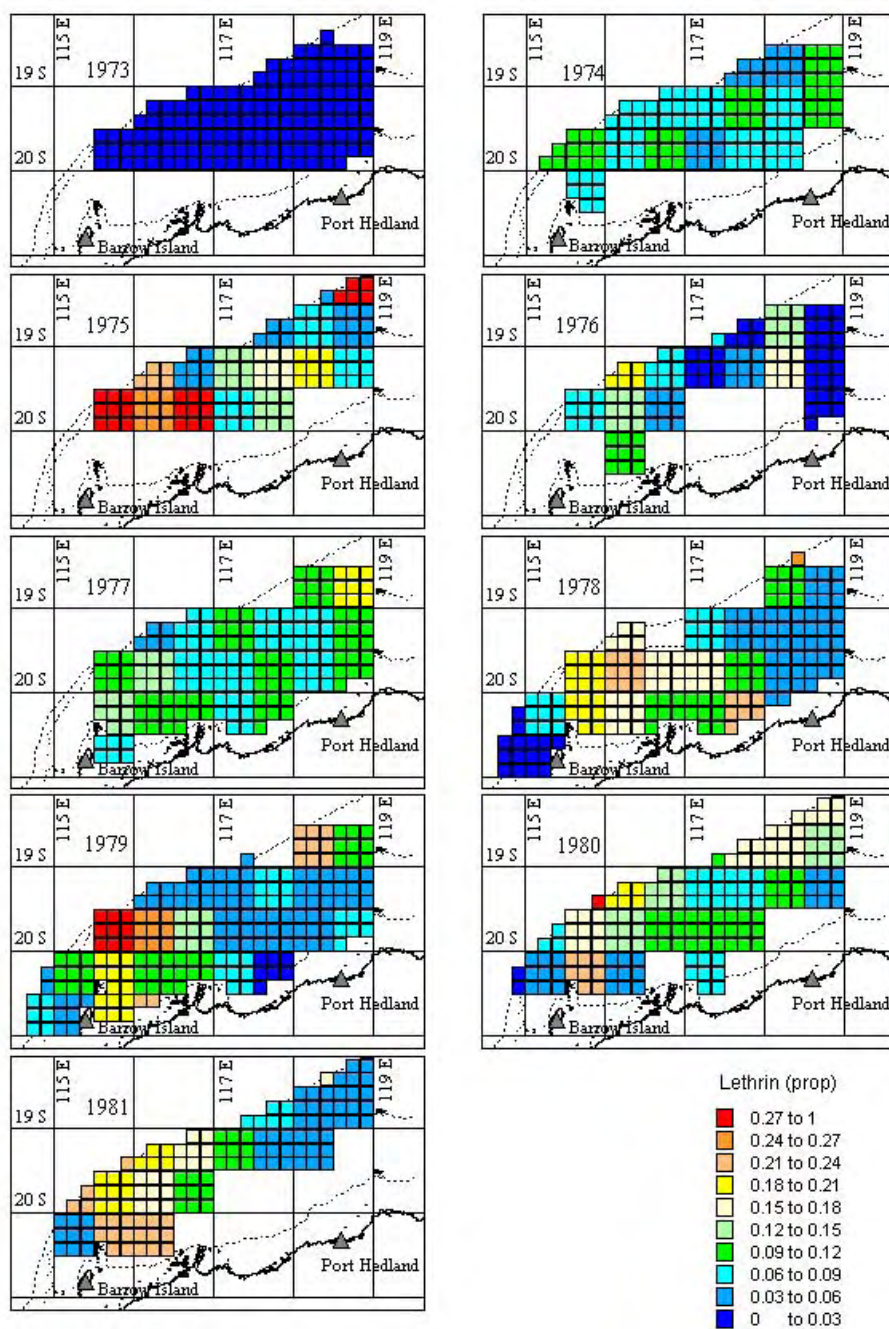 115 E
117 E
119 E
19 S
1973
20 S
Port Hedland
Barrow Island
115 E
117 E
119 E
19 S
1974
20 S
Port Hedland
Barrow Island
115 E
117 E
119 E
19 S
1975
20 S
Port Hedland
Barrow Island
115 E
117 E
119 E
19 S
1976
20 S
Port Hedland
Barrow Island
115 E
117 E
119 E
19 S
1977
20 S
Port Hedland
Barrow Island
115 E
117 E
119 E
19 S
1978
20 S
Port Hedland
Barrow Island
115 E
117 E
119 E
19 S
1979
20 S
Port Hedland
Barrow Island
115 E
117 E
119 E
19 S
1980
20 S
Port Hedland
Barrow Island
115 E
117 E
119 E
19 S
1981
20 S
Port Hedland
Barrow Island
Lethrin (prop)
0.27 to 1
0.24 to 0.27
0.21 to 0.24
0.18 to 0.21
0.15 to 0.18
0.12 to 0.15
0.09 to 0.12
0.06 to 0.09
0.03 to 0.06
0 to 0.03